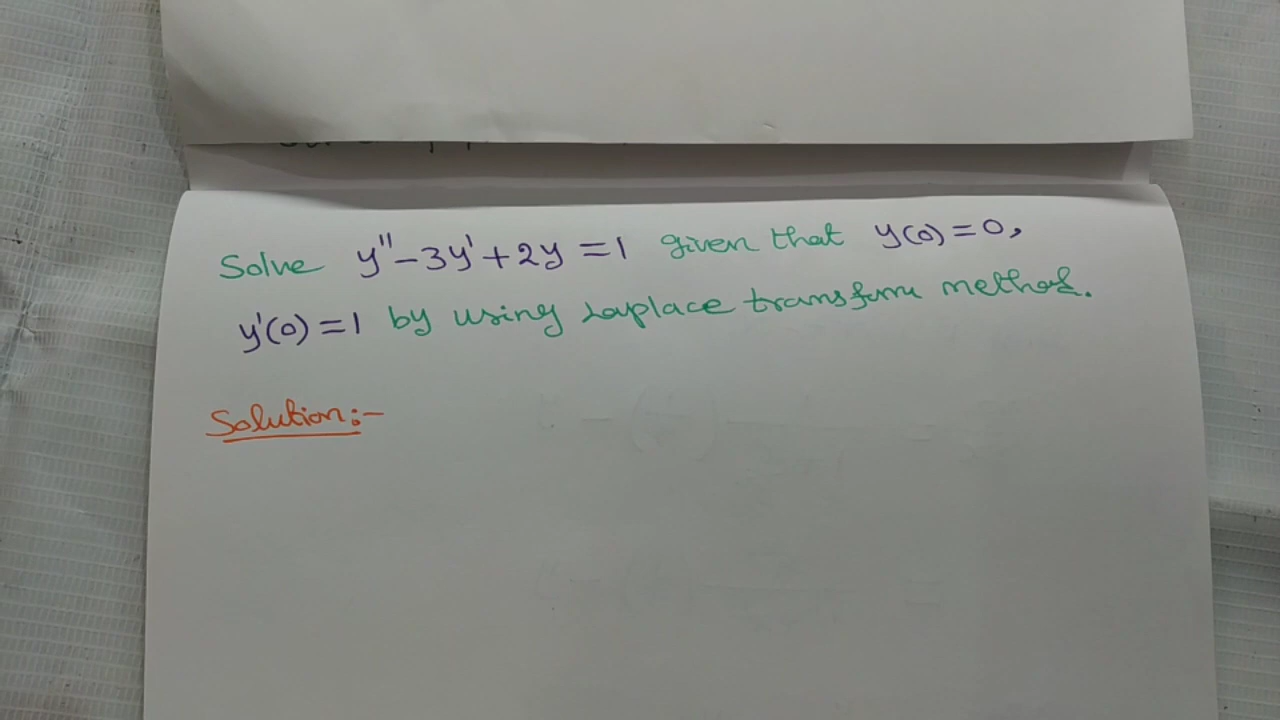 Solve y"-3y'+2y=1 given that y(0)=0,
y'(0)=1 by using Laplace transform method.
Solution:-